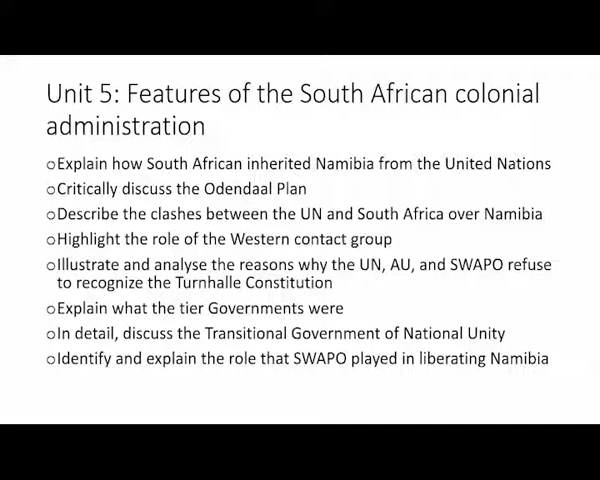 Unit 5: Features of the South African colonial
administration
oExplain how South African inherited Namibia from the United Nations
oCritically discuss the Odendaal Plan
oDescribe the clashes between the UN and South Africa over Namibia
oHighlight the role of the Western contact group
oIllustrate and analyse the reasons why the UN, AU, and SWAPO refuse
to recognize the Turnhalle Constitution
oExplain what the tier Governments were
oIn detail, discuss the Transitional Government of National Unity
oIdentify and explain the role that SWAPO played in liberating Namibia